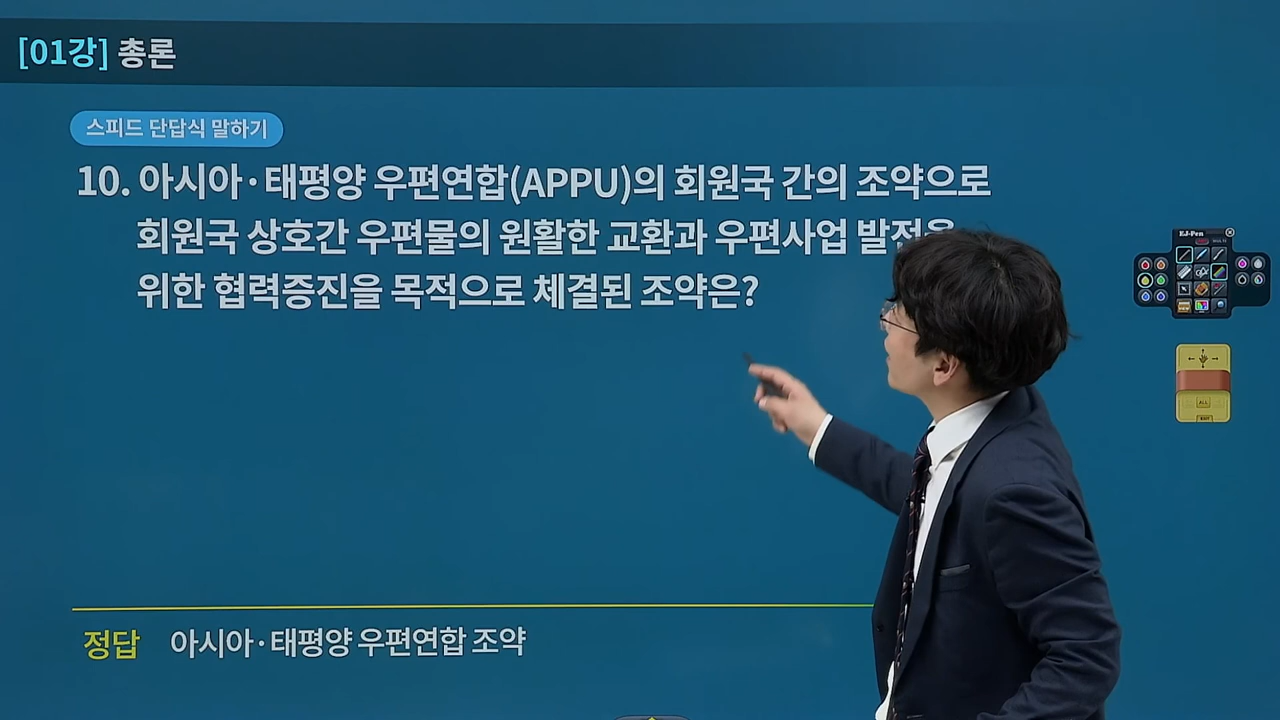 [01강] 총론
스피드 단답식 말하기
10. 아시아·태평양 우편연합(APPU)의 회원국 간의 조약으로
회원국 상호간 우편물의 원활한 교환과 우편사업 발전을
위한 협력증진을 목적으로 체결된 조약은?
EJ-Pen
ALL
정답 아시아·태평양 우편연합 조약